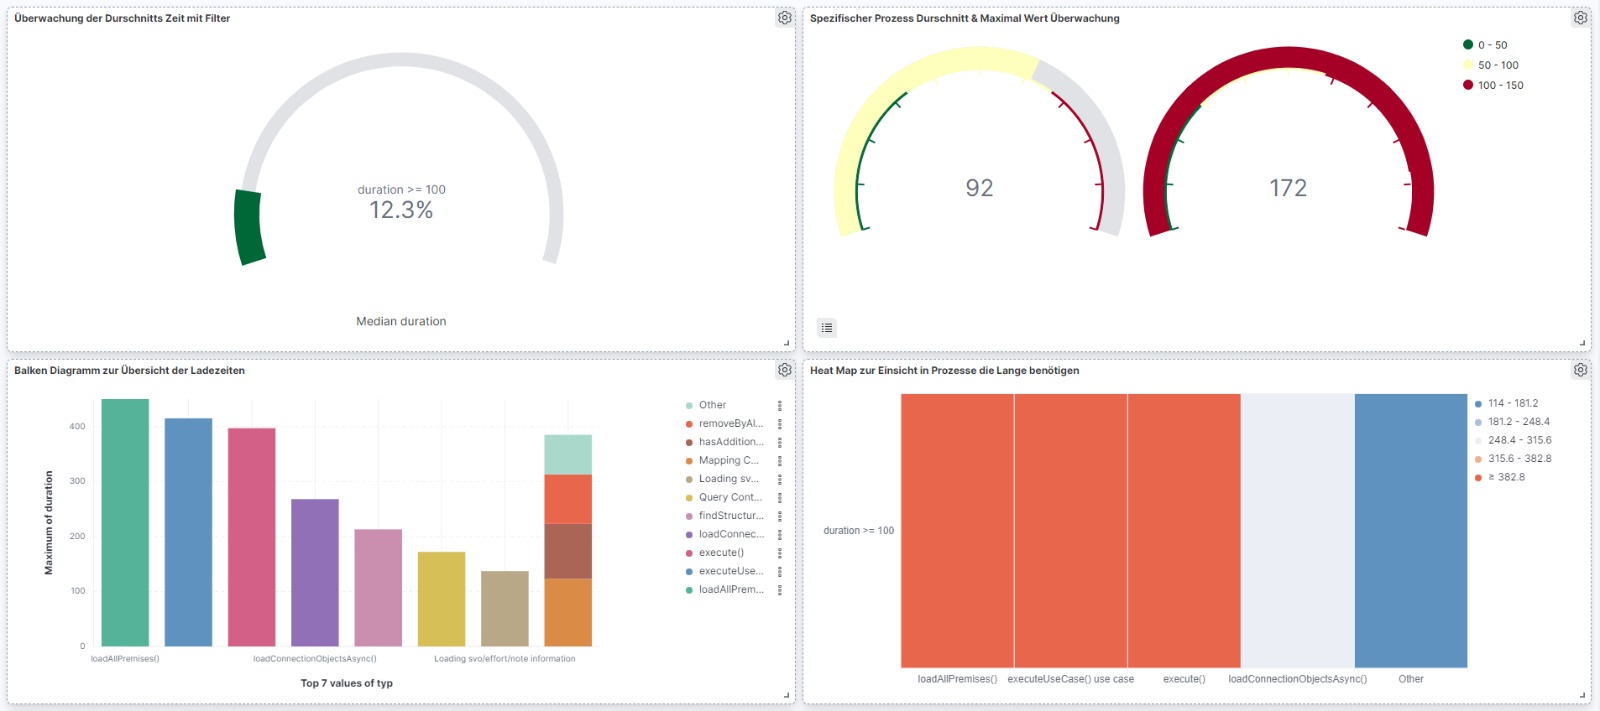 Überwachung der Durschnitts Zeit mit Filter
duration >= 100
12.3%
Median duration
Spezifischer Prozess Durschnitt & Maximal Wert Überwachung
92
172
0 - 50
50 - 100
100 - 150
Balken Diagramm zur Übersicht der Ladezeiten
Maximum of duration
400
300
200
100
0
loadAllPremises()
loadConnectionObjectsAsync()
Loading svo/effort/note information
Top 7 values of typ
Other
removeByAl...
hasAddition...
Mapping C...
Loading sv...
Query Cont...
findStructur...
loadConnec...
execute()
executeUse...
loadAllPrem...
Heat Map zur Einsicht in Prozesse die Lange benötigen
duration >= 100
loadAllPremises()
executeUseCase() use case
execute()
loadConnectionObjectsAsync()
Other
114 - 181.2
181.2 - 248.4
248.4 - 315.6
315.6 - 382.8
≥ 382.8